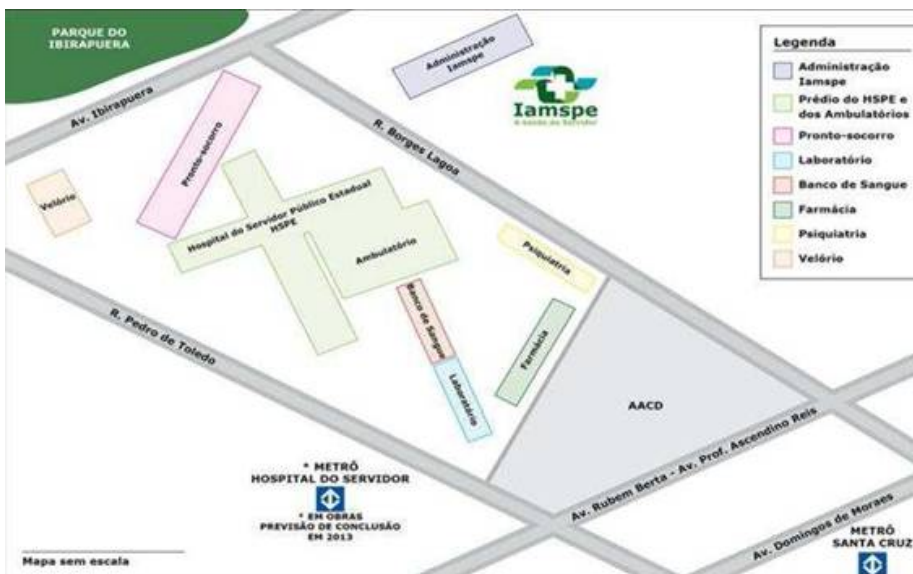 PARQUE DO
IBIRAPUERA
Av. Ibirapuera
Administração
Iamspe
Iamspe
R. Borges Lagoa
Velório
Pronto-socorro
Hospital do Servidor Público Estadual
HSPE
Ambulatório
Psiquiatria
Banco de Sangue
Farmácia
Laboratório
R. Pedro de Toledo
AACD
Av. Rubem Berta - Av. Prof. Ascendino Reis
Av. Domingos de Moraes
* METRÔ
HOSPITAL DO SERVIDOR
* EM OBRAS
PREVISÃO DE CONCLUSÃO
EM 2013
METRÔ
SANTA CRUZ
Mapa sem escala
Legenda
Administração
Iamspe
Prédio do HSPE e
dos Ambulatórios
Pronto-socorro
Laboratório
Banco de Sangue
Farmácia
Psiquiatria
Velório